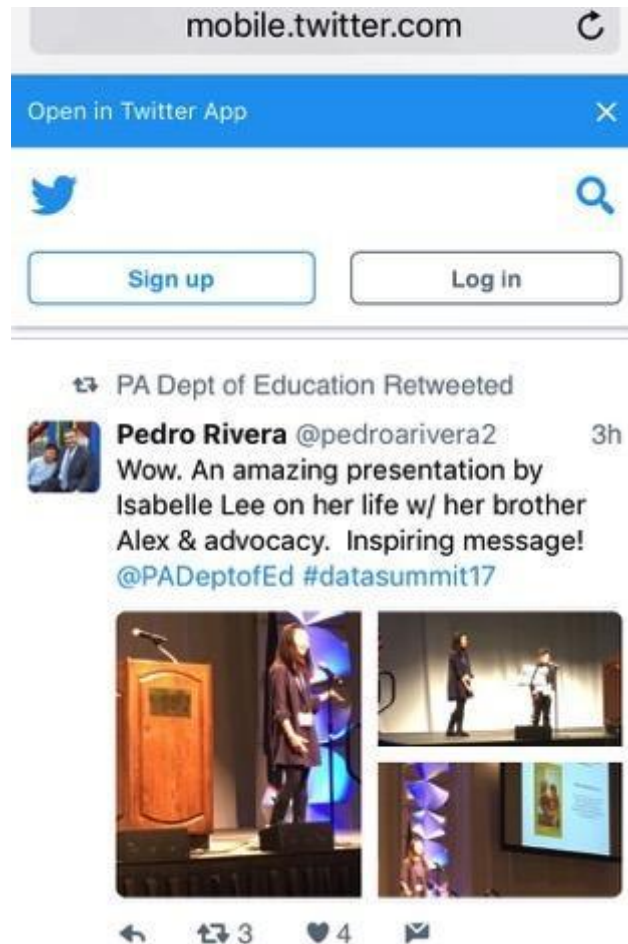 mobile.twitter.com
Open in Twitter App
Sign up
Log in
PA Dept of Education Retweeted
Pedro Rivera @pedroarivera2 3h
Wow. An amazing presentation by
Isabelle Lee on her life w/ her brother
Alex & advocacy.  Inspiring message!
@PADeptofEd #datasummit17
3
4